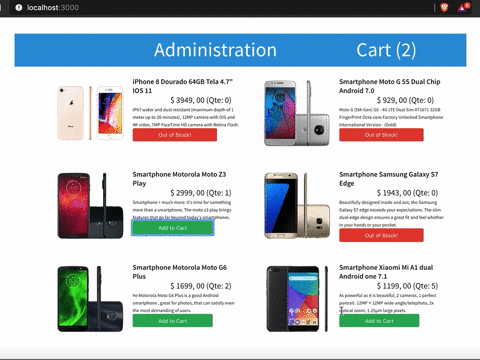 localhost:3000
6
Administration
Cart (2)
iPhone 8 Dourado 64GB Tela 4.7"
IOS 11
$ 3949, 00 (Qte: 0)
IP67 water and dust resistant (maximum depth of 1
meter up to 30 minutes), 12MP camera with OIS and
4K video, 7MP FaceTime HD camera with Retina Flash.
Out of Stock!
Smartphone Moto G 5S Dual Chip
Android 7.0
$ 929, 00 (Qte: 0)
Moto G (5th Gen) G5 - 4G LTE Dual Sim XT1671 32GB
FingerPrint Octa-core Factory Unlocked Smartphone
International Version - (Gold)
Out of Stock!
Smartphone Motorola Moto Z3
Play
$ 2999, 00 (Qte: 1)
Smartphone + much more: it's time for something
more than a smartphone. The moto z3 play brings
features that go far beyond today's smartphones.
Add to Cart
Smartphone Samsung Galaxy S7
Edge
$ 1943, 00 (Qte: 0)
Beautifully designed inside and out, the Samsung
Galaxy S7 edge exceeds your expectations. The slim
dual-edge design ensures a great fit and feel whether
in your hands or your pocket.
Out of Stock!
Smartphone Motorola Moto G6
Plus
$ 1699, 00 (Qte: 2)
he Motorola Moto G6 Plus is a good Android
smartphone , great for photos, that can satisfy even
the most demanding of users.
Add to Cart
Smartphone Xiaomi Mi A1 dual
Android one 7.1
$ 1199, 00 (Qte: 5)
As powerful as it is beautiful, 2 cameras, 1 perfect
portrait. 12MP + 12MP wide-angle/telephoto, 2x
optical zoom, 1.25μm large pixels.
Add to Cart